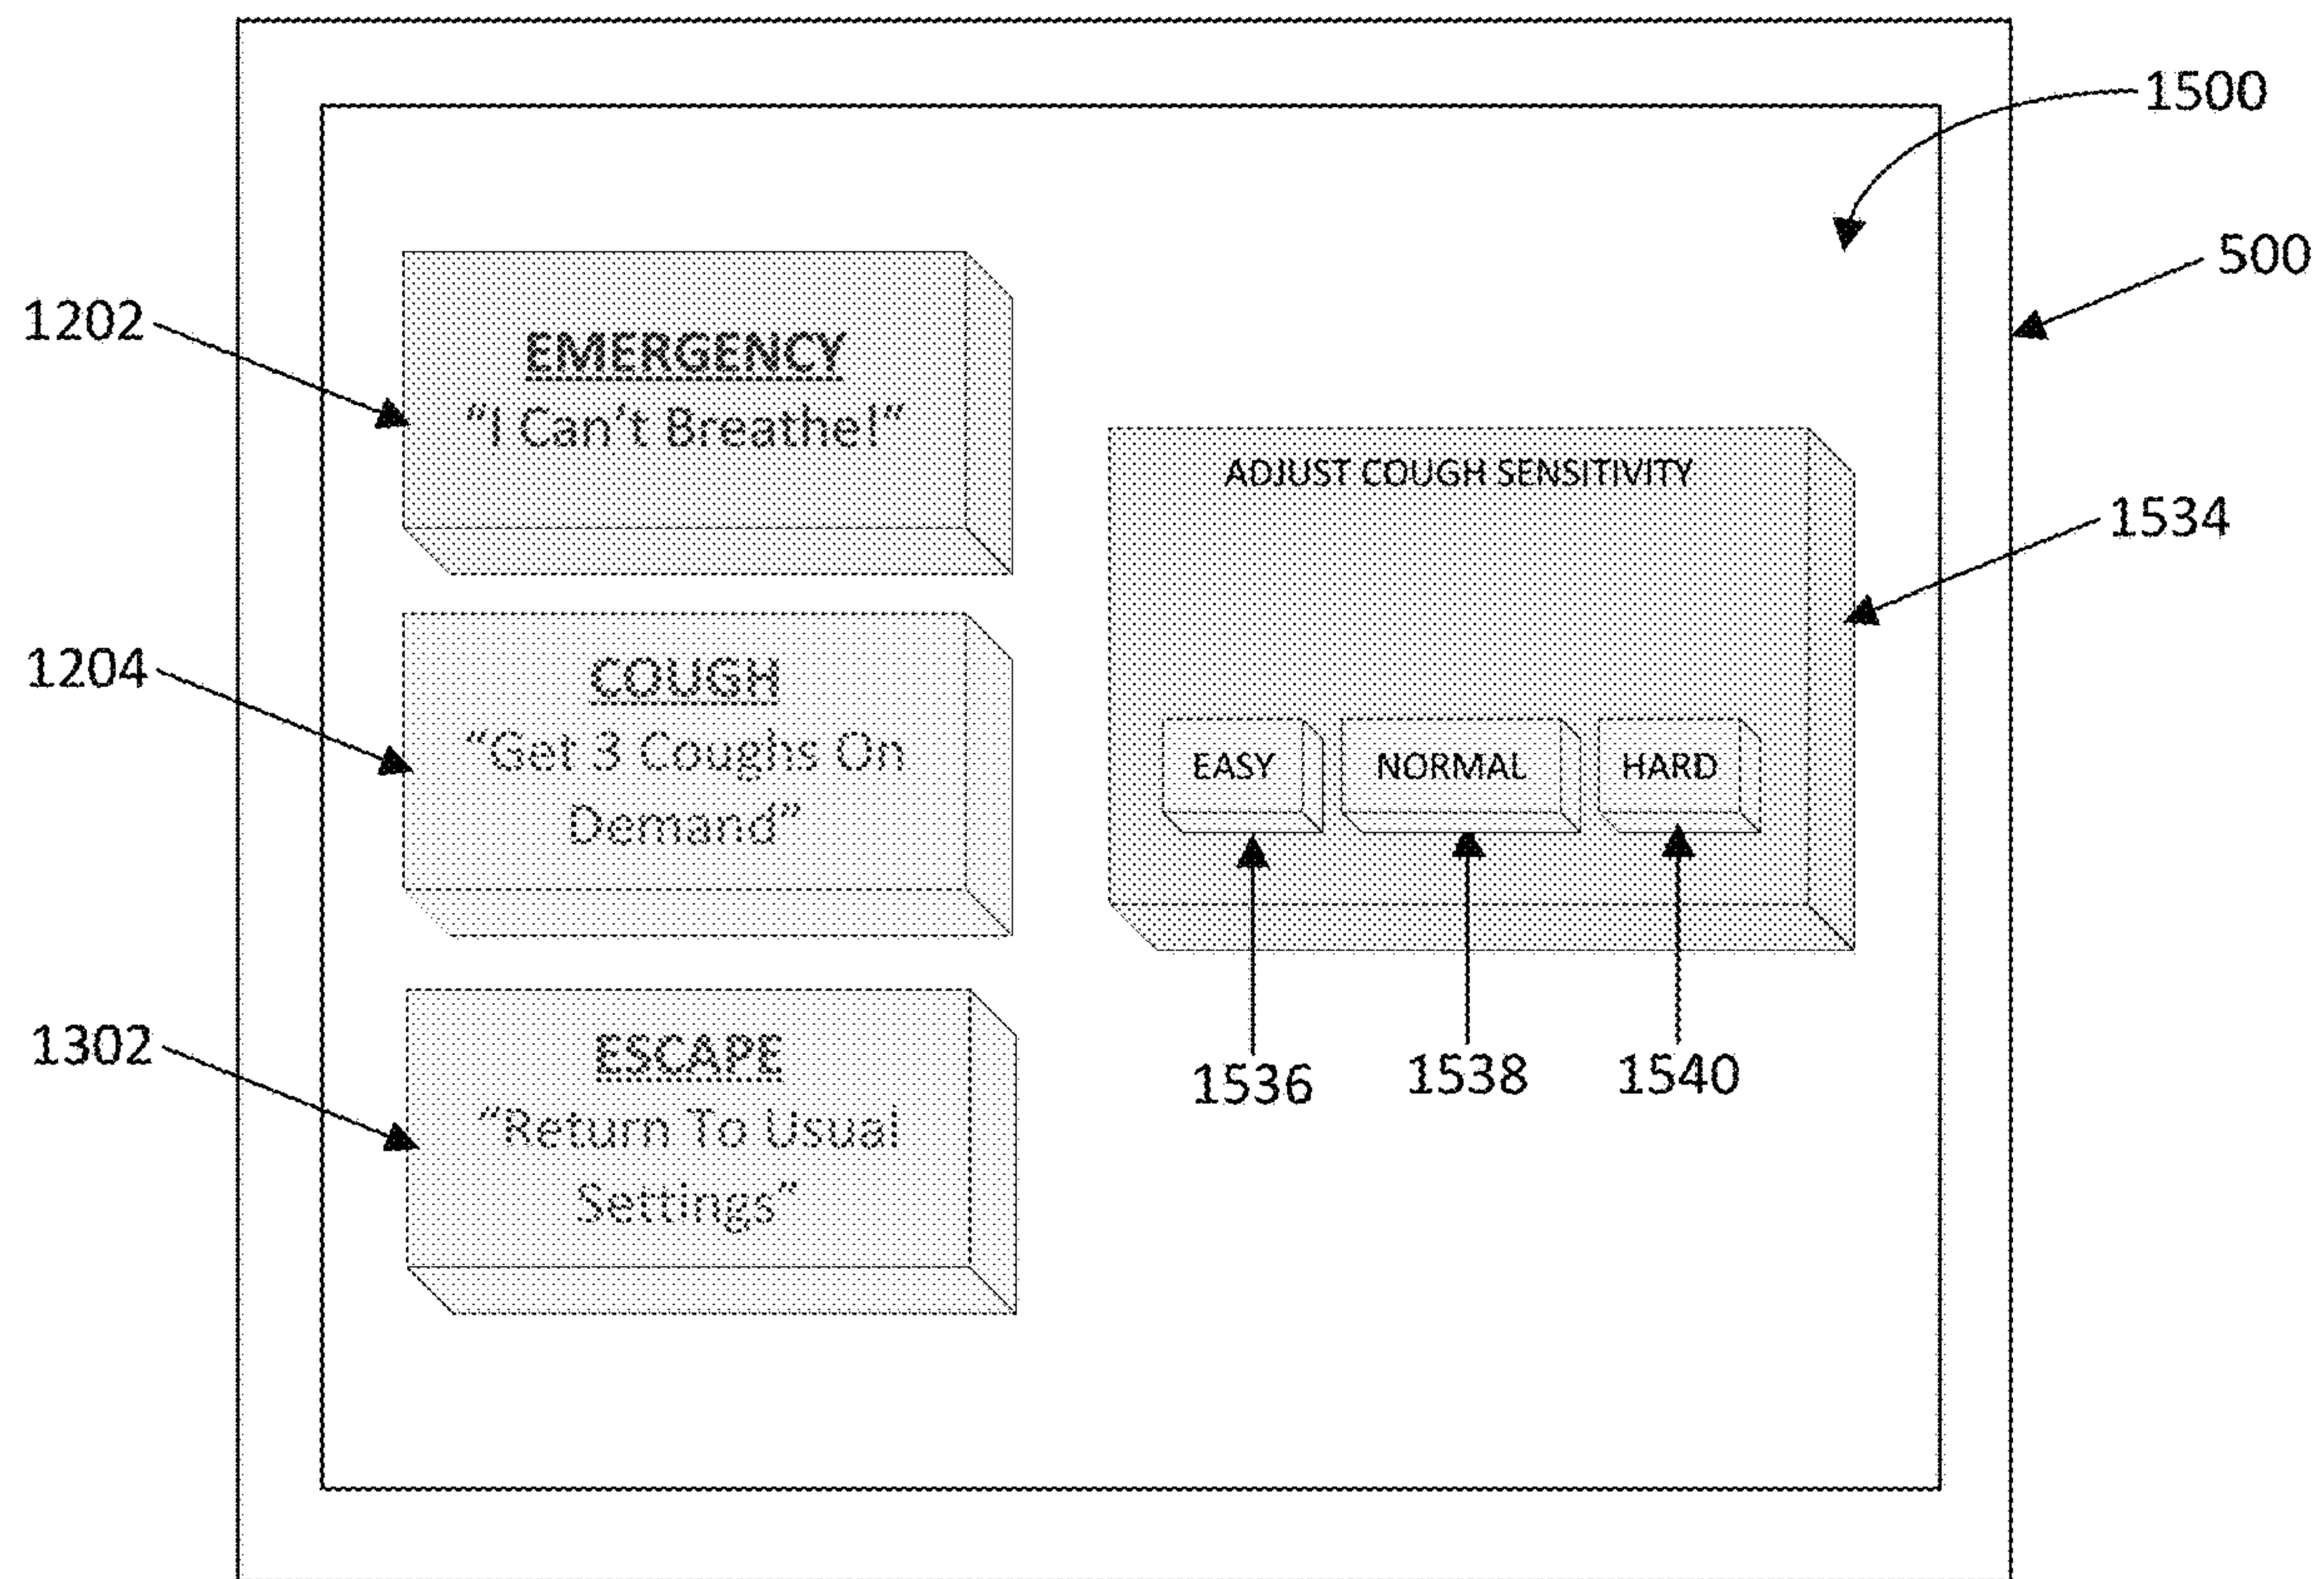 1500
500
1202
EMERGENCY
"I Can't Breathe!"
ADJUST COUGH SENSITIVITY
1534
1204
COUGH
"Get 3 Coughs On
Demand"
EASY
NORMAL
HARD
1302
ESCAPE
"Return To Usual
Settings"
1536
1538
1540